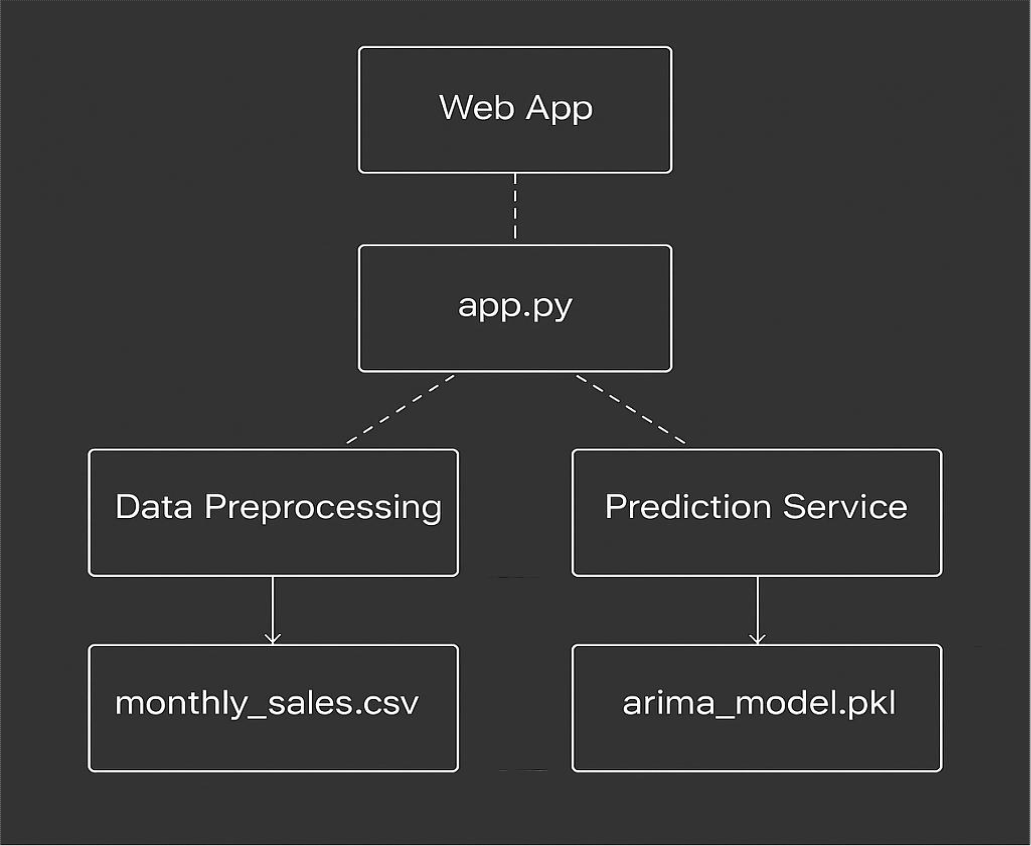 Web App
app.py
Data Preprocessing
Prediction Service
monthly_sales.csv
arima_model.pkl